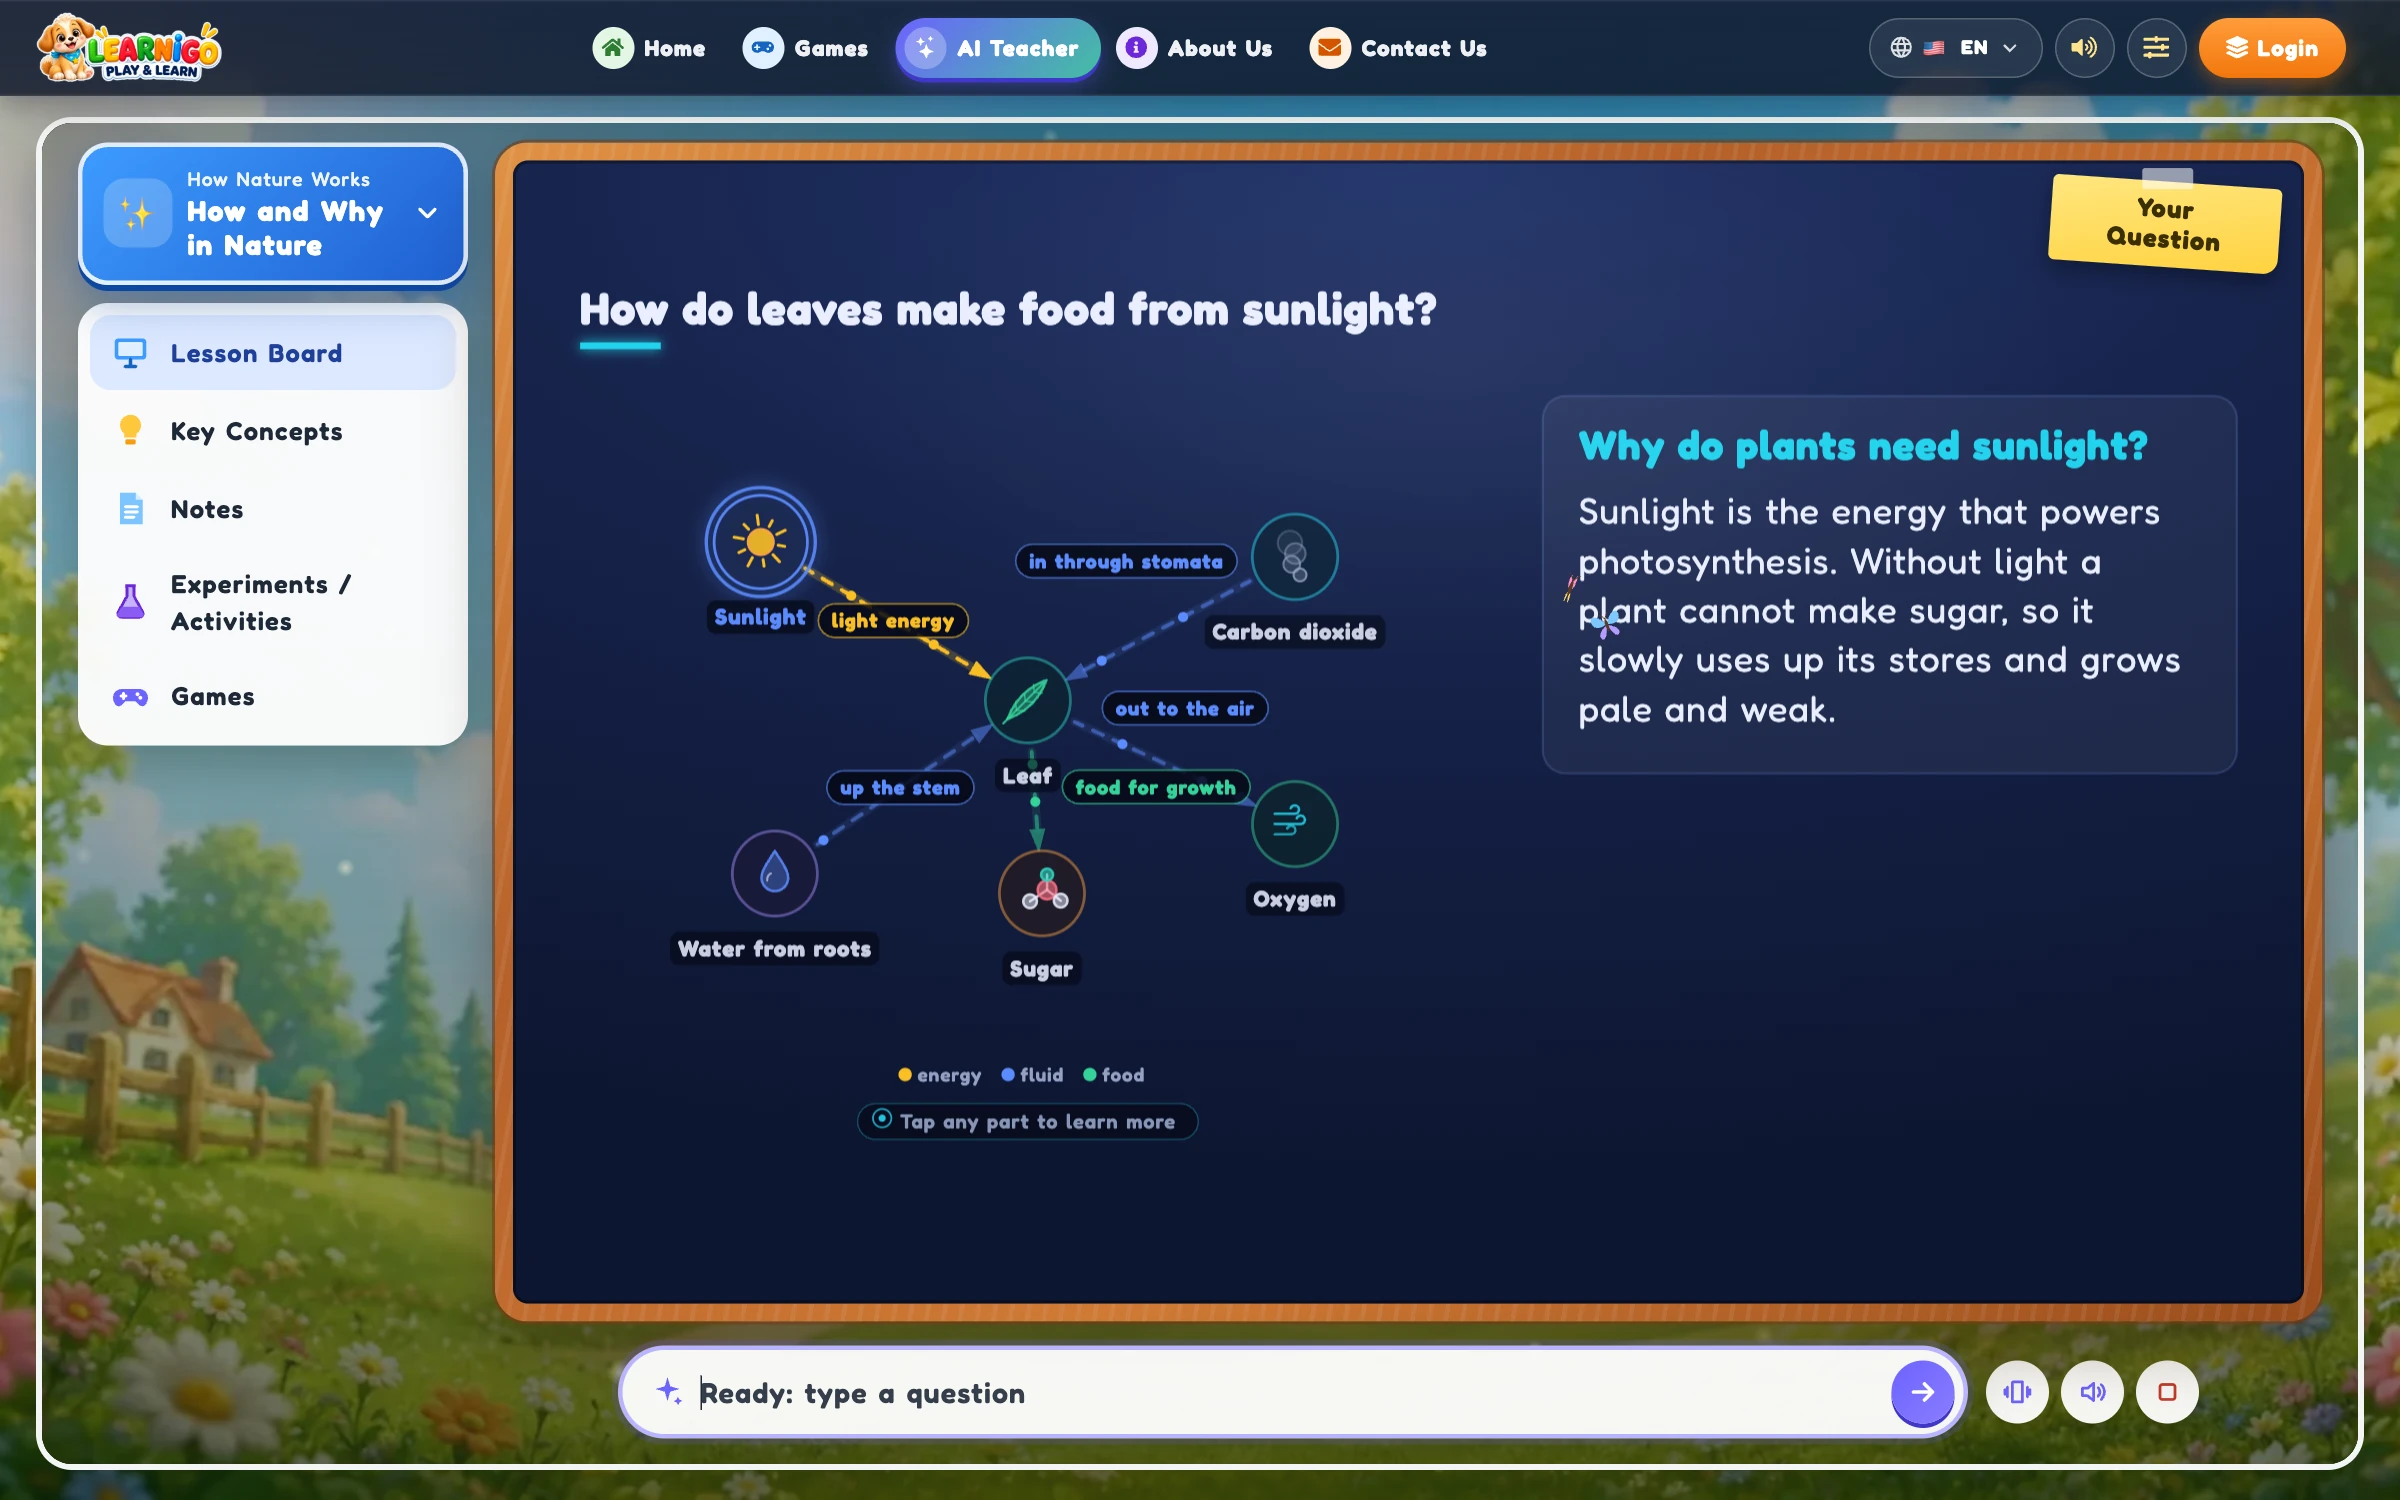 LEARNIGO
PLAY & LEARN
Home
Games
AI Teacher
About Us
Contact Us
EN
Login
How Nature Works
How and Why
in Nature
Lesson Board
Key Concepts
Notes
Experiments /
Activities
Games
Your
Question
How do leaves make food from sunlight?
Sunlight
light energy
in through stomata
Carbon dioxide
out to the air
up the stem
Leaf
food for growth
Water from roots
Sugar
Oxygen
energy
fluid
food
Tap any part to learn more
Why do plants need sunlight?
Sunlight is the energy that powers
photosynthesis. Without light a
plant cannot make sugar, so it
slowly uses up its stores and grows
pale and weak.
Ready: type a question